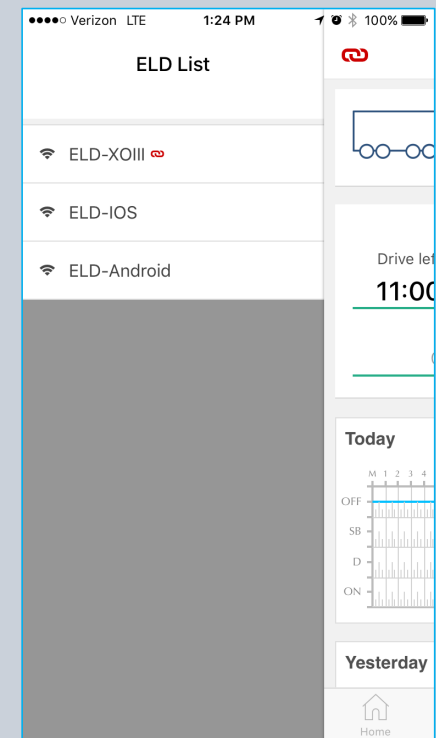 Verizon LTE 1:24 PM 100%
ELD List
ELD-XOIII
ELD-IOS
ELD-Android
Drive lef
11:00
Today
M 1 2 3 4
OFF
SB
D
ON
Yesterday
Home